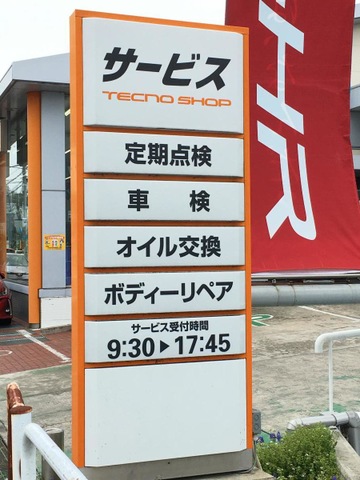 サービス
TECNO SHOP
定期点検
車検
オイル交換
ボディーリペア
サービス受付時間
9:30▶17:45
HR